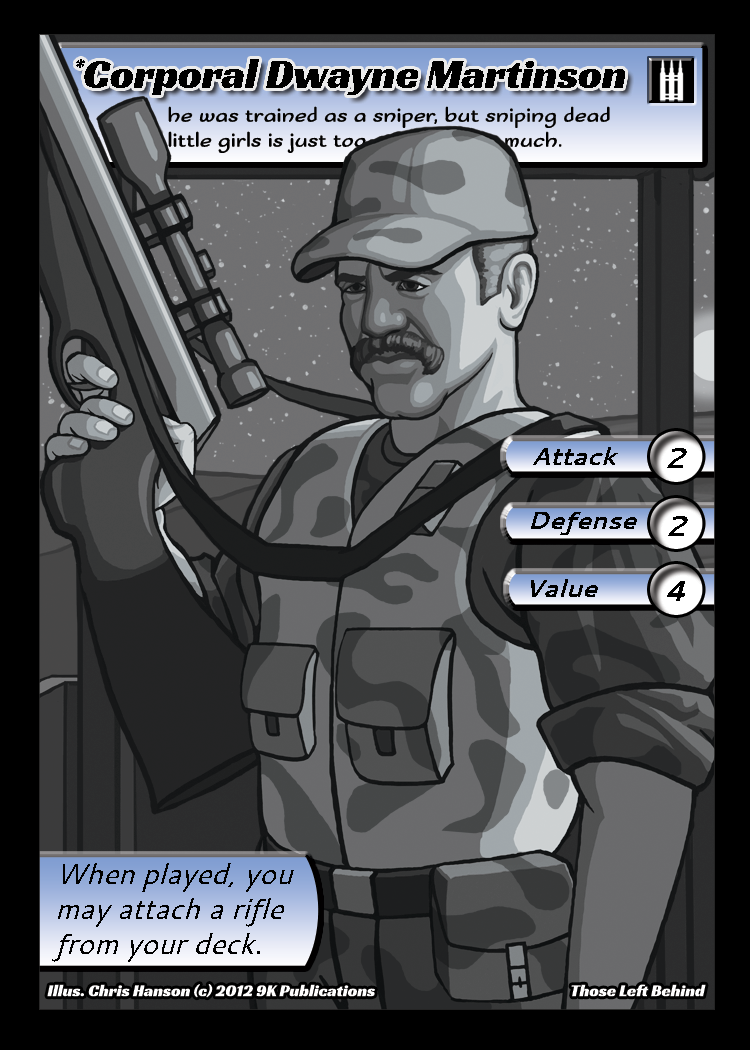 *Corporal Dwayne Martinson
he was trained as a sniper, but sniping dead
little girls is just too much.
Attack 2
Defense 2
Value 4
When played, you
may attach a rifle
from your deck.
Illus. Chris Hanson (c) 2012 9K Publications
Those Left Behind